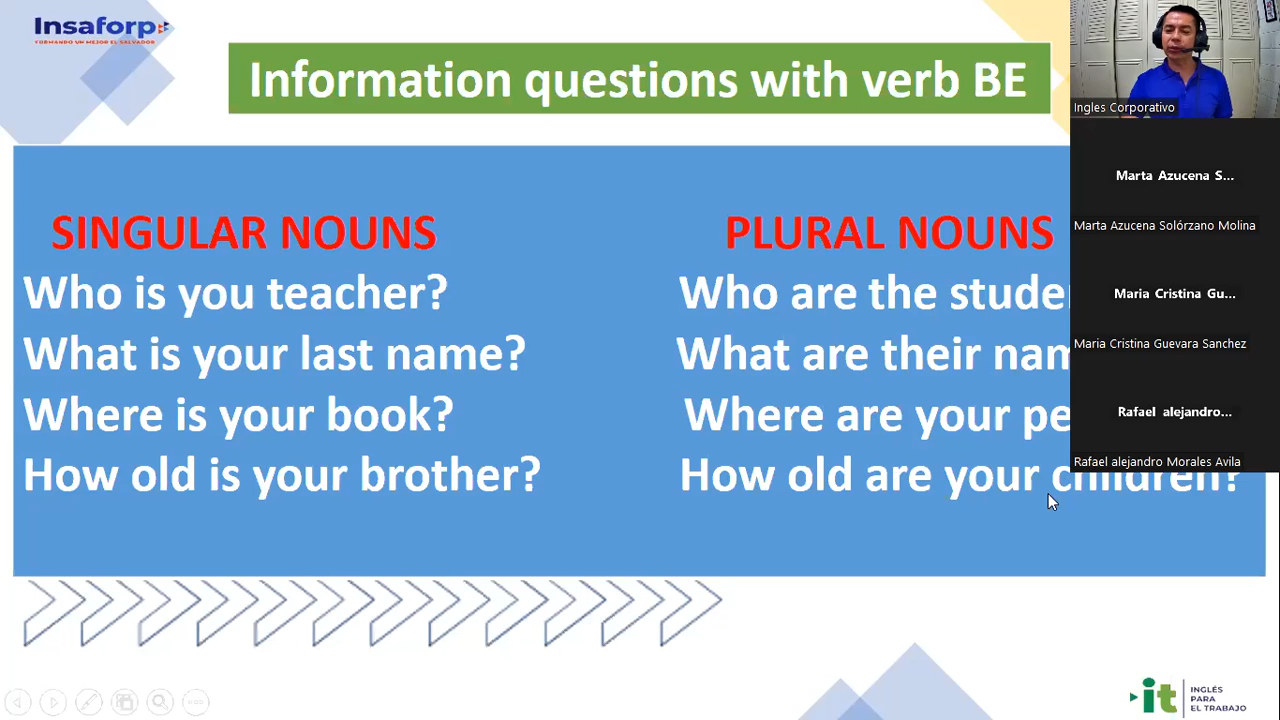 Insaforp
FORMANDO UN MEJOR EL SALVADOR
Information questions with verb BE
SINGULAR NOUNS
Who is you teacher?
What is your last name?
Where is your book?
How old is your brother?
PLURAL NOUNS
Who are the
What are their
Where are your
How old are your children?
Ingles Corporativo
Marta Azucena S...
Marta Azucena Solórzano Molina
Maria Cristina Gu...
Maria Cristina Guevara Sanchez
Rafael alejandro...
Rafael alejandro Morales Avila
it
INGLÉS
PARA
EL TRABAJO